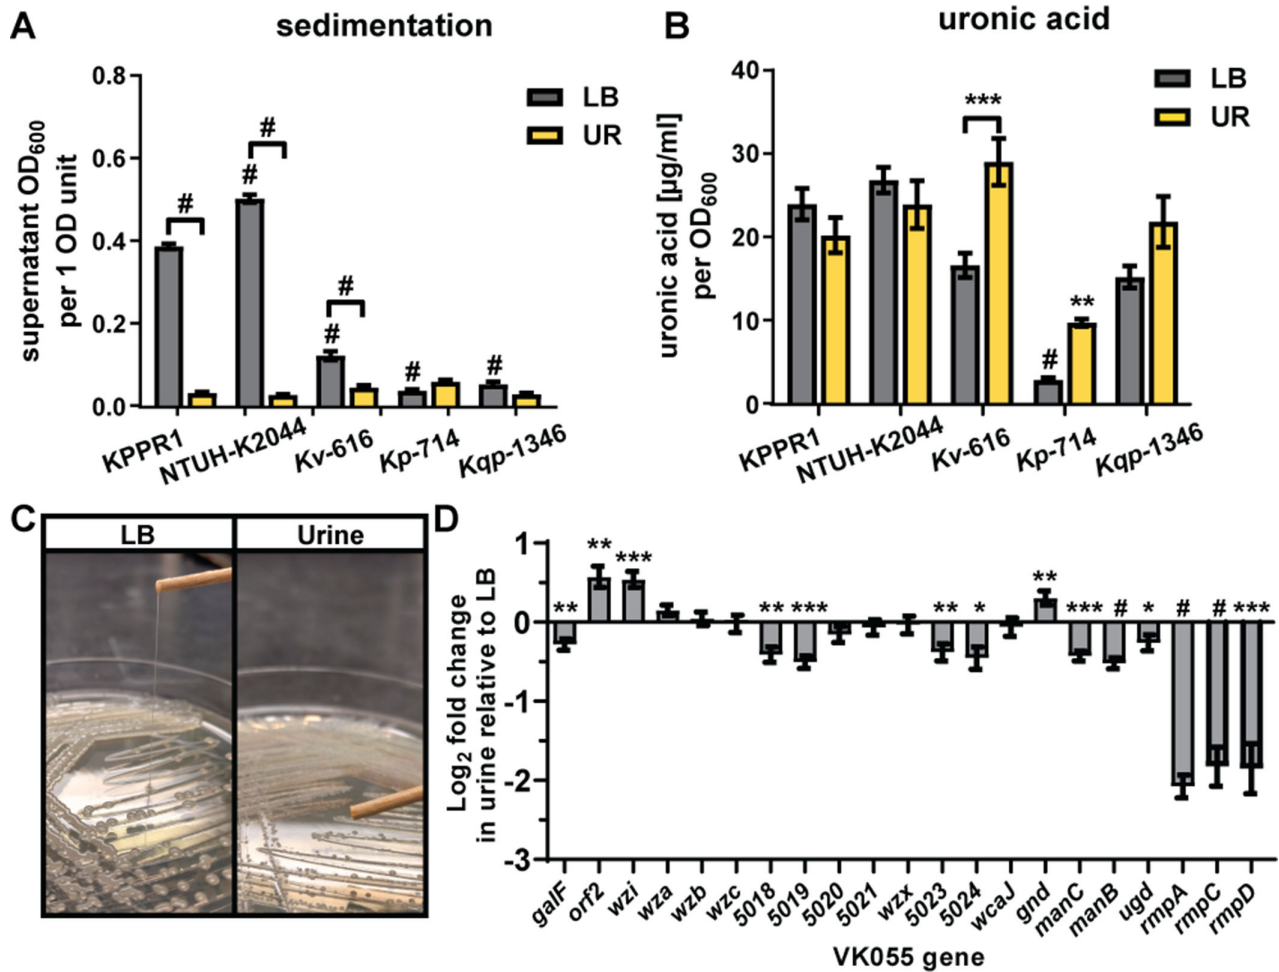 A
sedimentation
supernatant OD600
per 1 OD unit
0.8
0.6
0.4
0.2
0.0
LB
UR
#
#
#
#
#
#
#
KPPR1
NTUH-K2044
Kv-616
Kp-714
Kqp-1346
B
uronic acid
uronic acid [µg/ml]
per OD600
40
30
20
10
0
LB
UR
***
#
**
KPPR1
NTUH-K2044
Kv-616
Kp-714
Kqp-1346
C
LB
Urine
D
Log2 fold change
in urine relative to LB
1
0
-1
-2
-3
** ** *** ** *** ** * ** *** # * # # ***
galF
orf2
wzi
wza
wzb
wzc
5018
5019
5020
5021
wzx
5023
5024
wcaJ
gnd
manC
manB
ugd
rmpA
rmpC
rmpD
VK055 gene